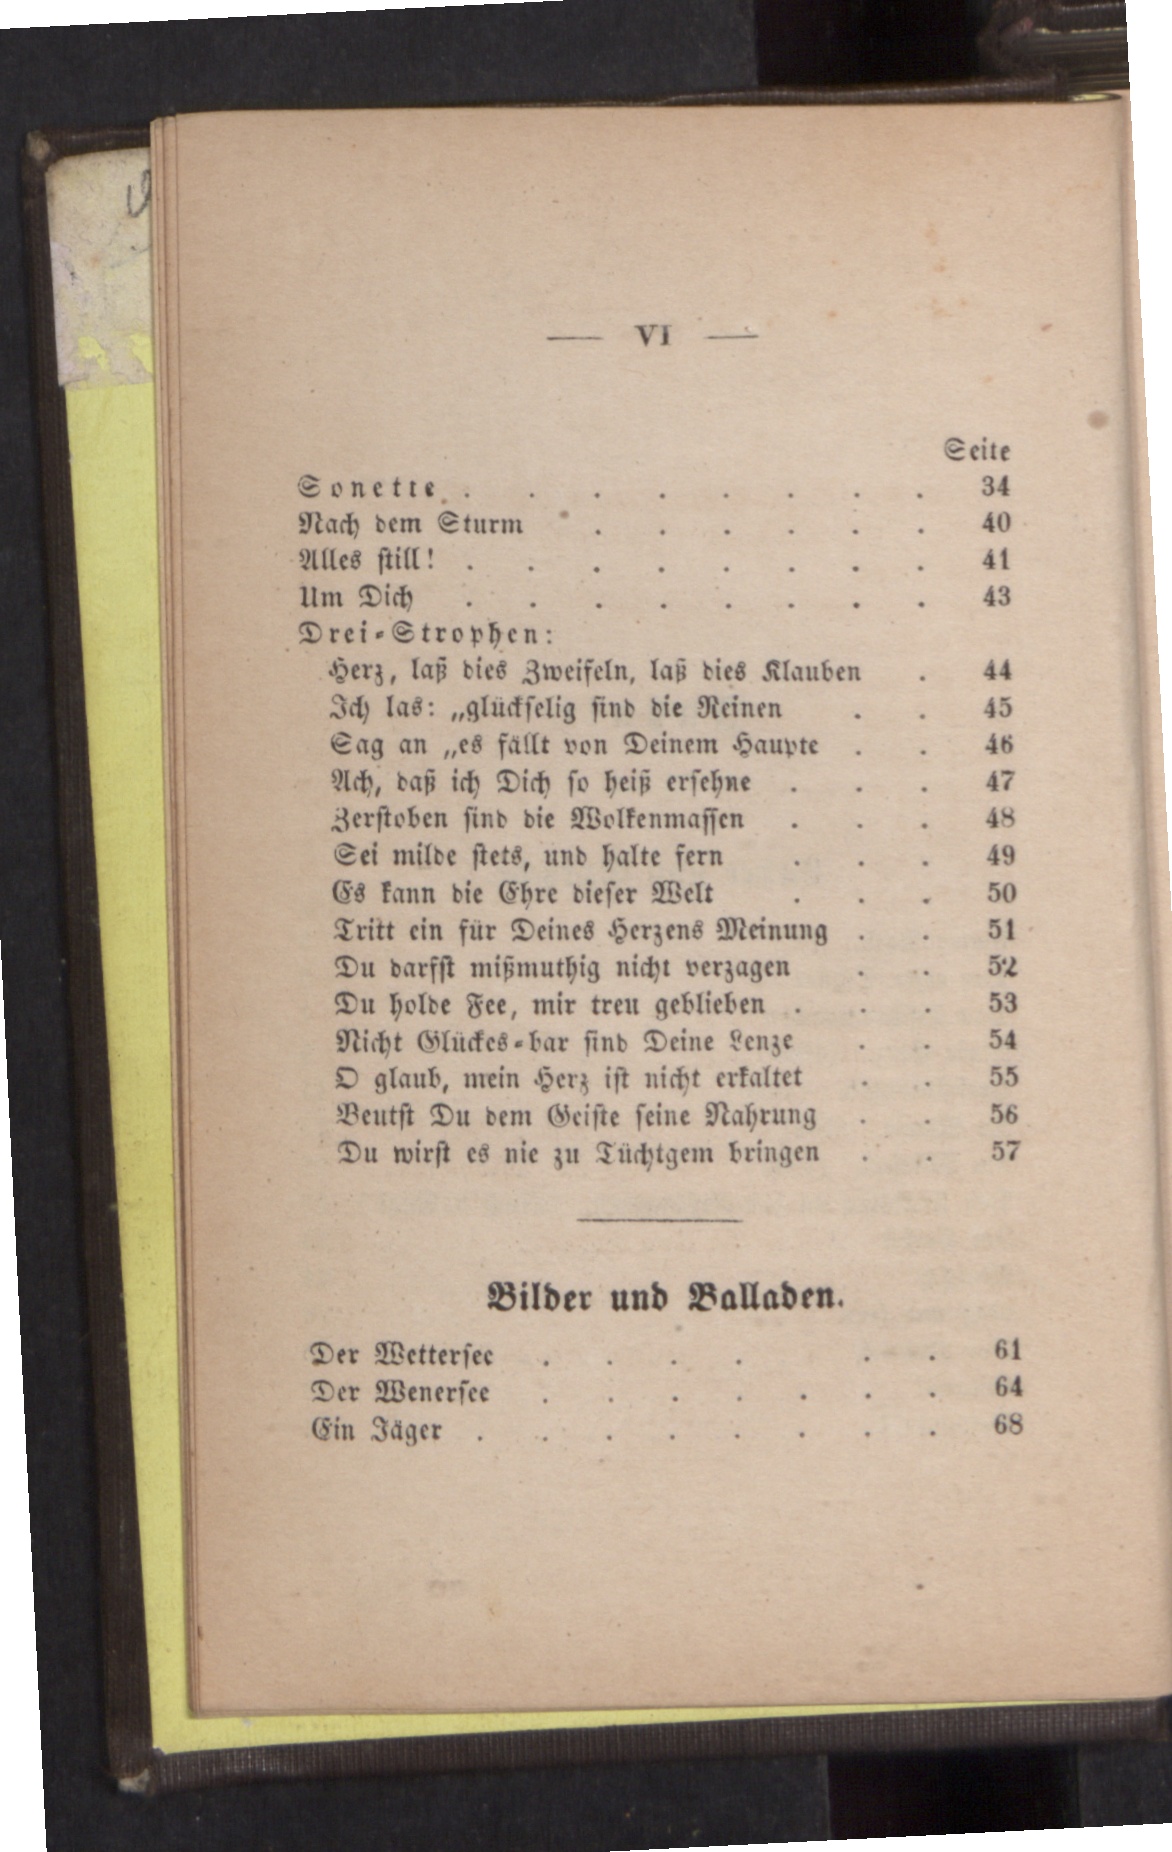 — VI —
Seite
Sonette . . . . . . . . 34
Nach dem Sturm . . . . . . 40
Alles still! . . . . . . . . 41
Um Dich . . . . . . . . 43
Drei-Strophen:
Herz, laß dies Zweifeln, laß dies Klauben . 44
Ich las: „glückselig sind die Reinen . . 45
Sag an „es fällt von Deinem Haupte . . 46
Ach, daß ich Dich so heiß ersehne . . . 47
Zerstoben sind die Wolkenmassen . . . 48
Sei milde stets, und halte fern . . . 49
Es kann die Ehre dieser Welt . . . 50
Tritt ein für Deines Herzens Meinung . . 51
Du darfst mißmuthig nicht verzagen . . 52
Du holde Fee, mir treu geblieben . . . 53
Nicht Glückes-bar sind Deine Lenze . . 54
O glaub, mein Herz ist nicht erkaltet . . 55
Beutst Du dem Geiste seine Nahrung . . 56
Du wirst es nie zu Tüchtgem bringen . . 57
Bilder und Balladen.
Der Wettersee . . . . . . 61
Der Wenersee . . . . . . . 64
Ein Jäger . . . . . . . . 68